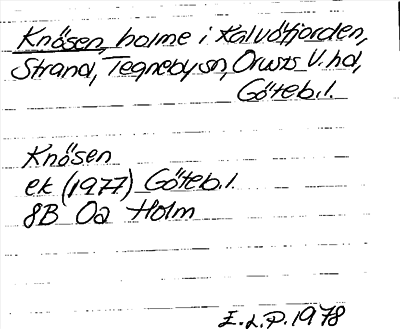 Knösen, holme i Kalvöfjorden,
Strand, Tegneby sn, Orusts V. hd,
Göteb. l.
Knösen
ek (1977) Göteb. l.
8B Oa Holm
E.L.P. 1978